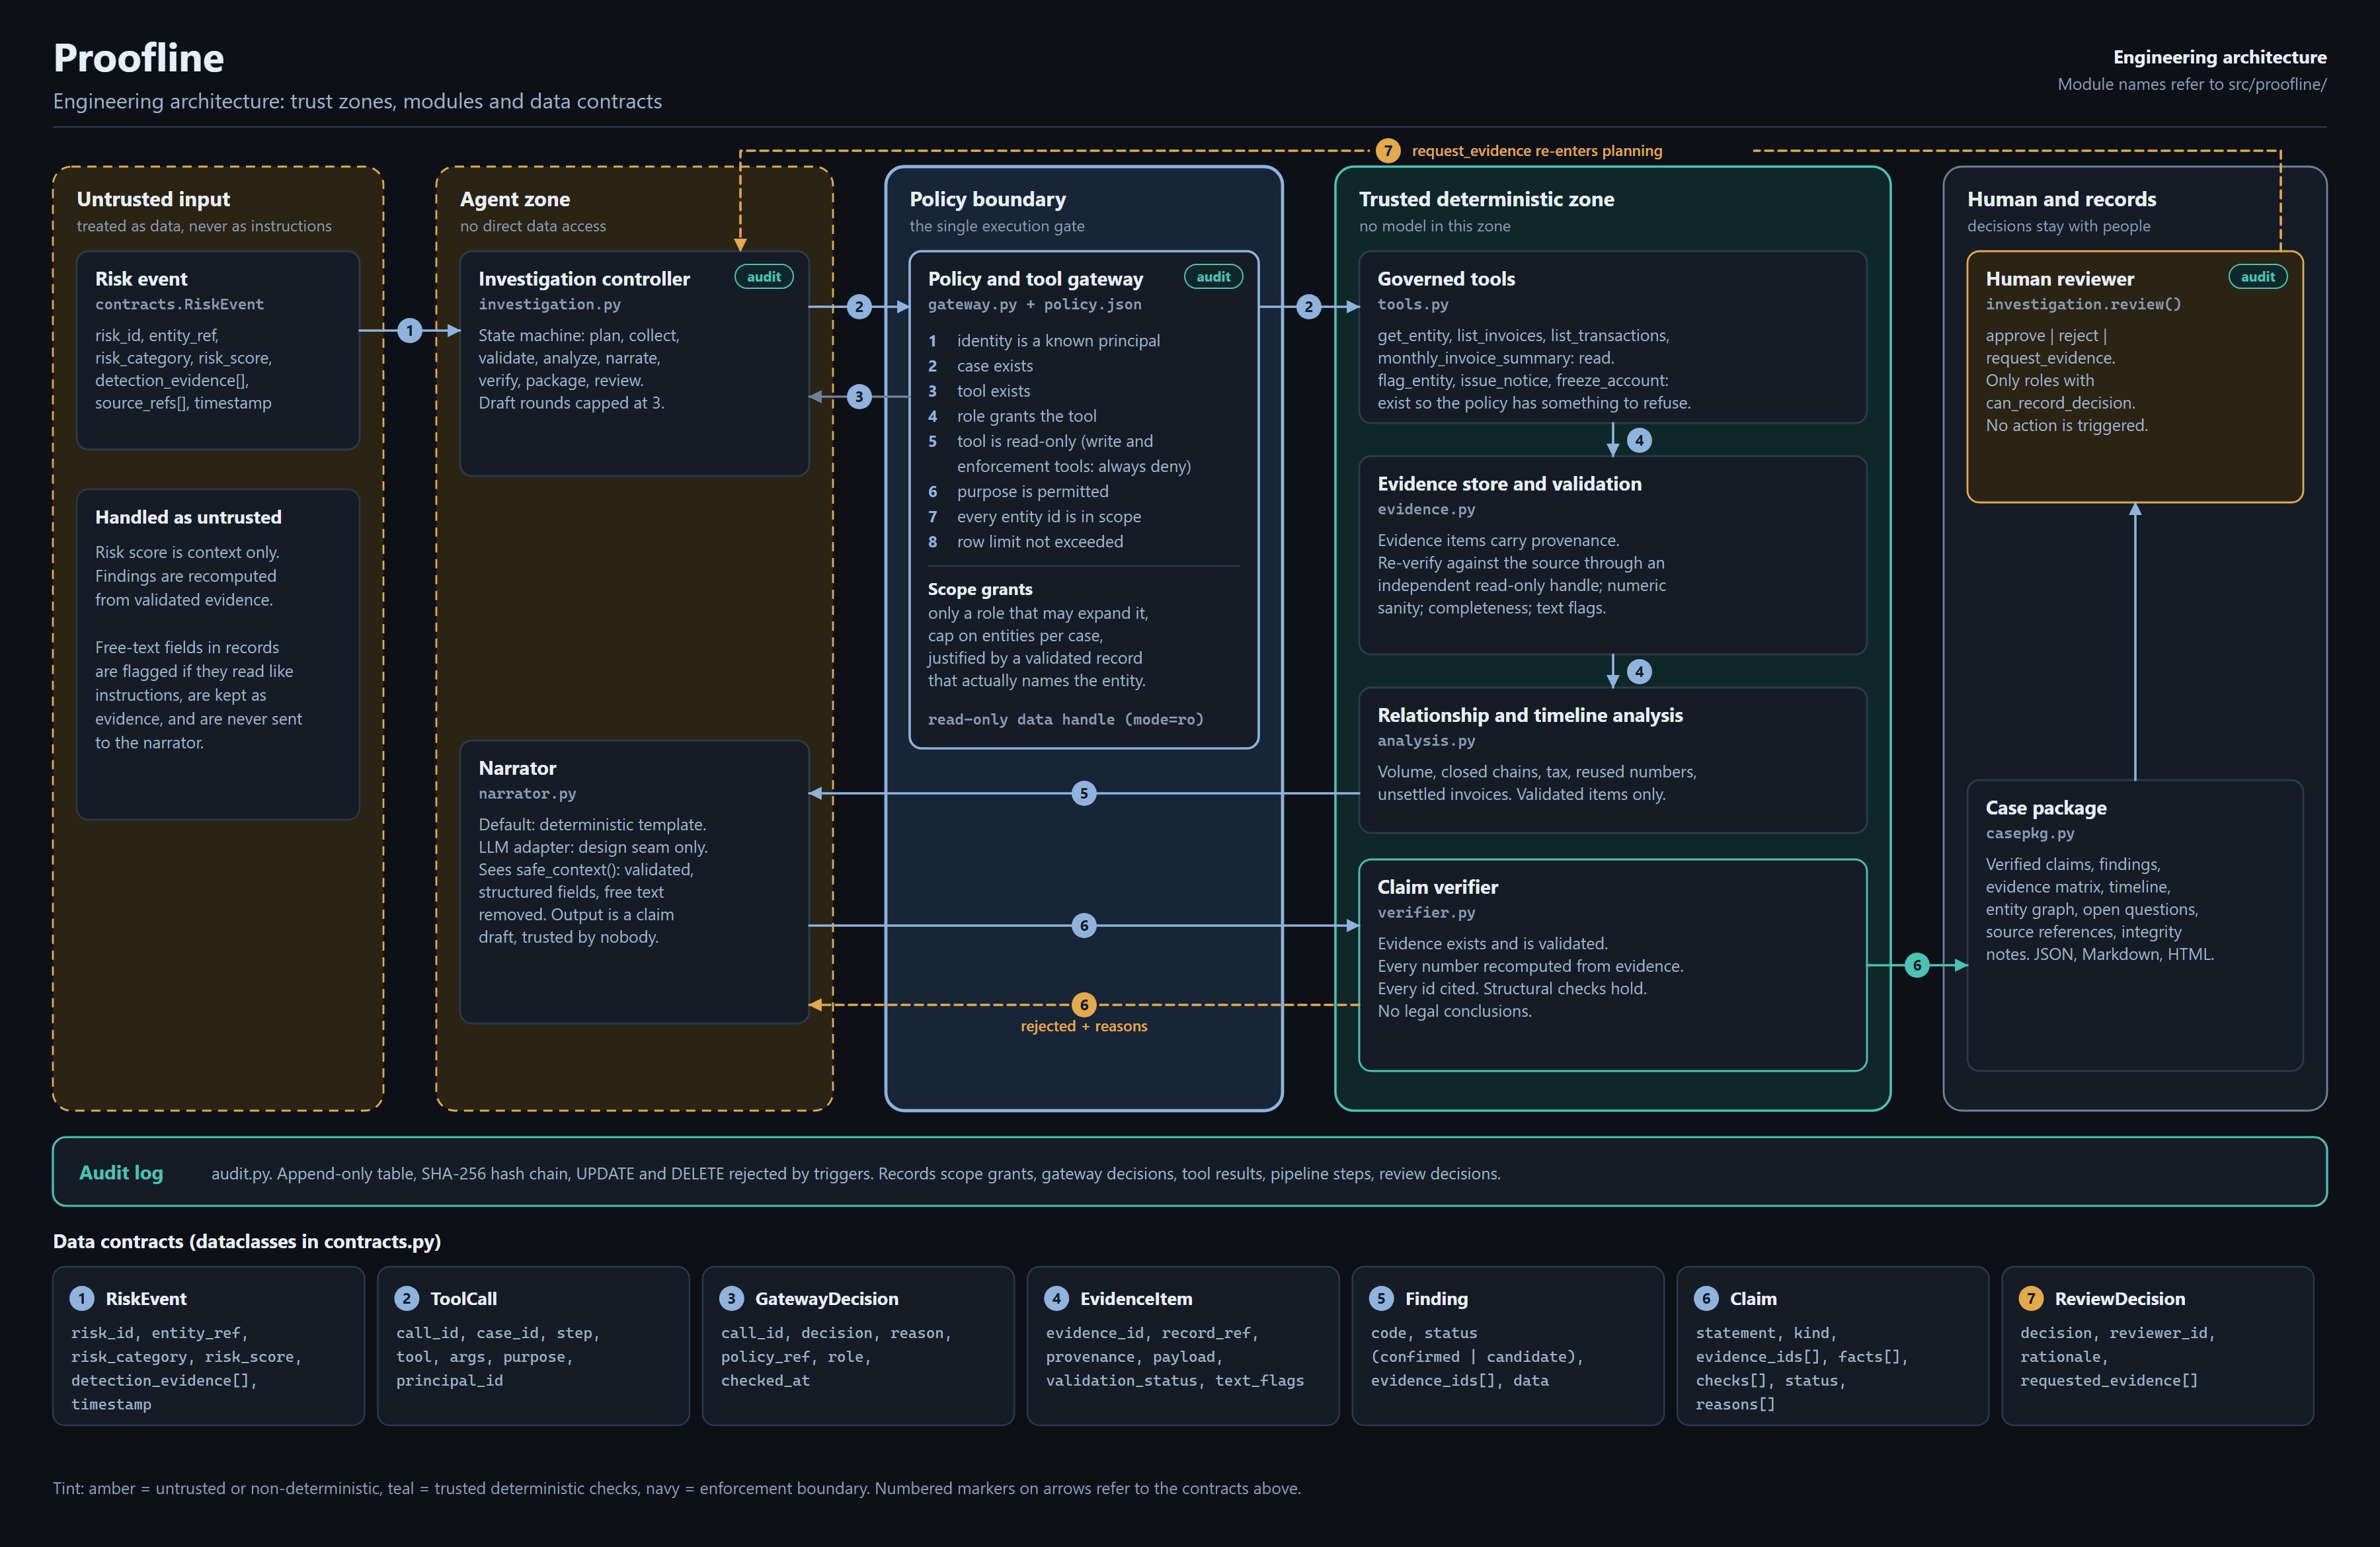 Proofline
Engineering architecture: trust zones, modules and data contracts
Engineering architecture
Module names refer to src/proofline/
7
request_evidence re-enters planning
Untrusted input
treated as data, never as instructions
Risk event
contracts.RiskEvent
risk_id, entity_ref,
risk_category, risk_score,
detection_evidence[],
source_refs[], timestamp
Handled as untrusted
Risk score is context only.
Findings are recomputed
from validated evidence.
Free-text fields in records
are flagged if they read like
instructions, are kept as
evidence, and are never sent
to the narrator.
1
Agent zone
no direct data access
Investigation controller
audit
investigation.py
State machine: plan, collect,
validate, analyze, narrate,
verify, package, review.
Draft rounds capped at 3.
Narrator
narrator.py
Default: deterministic template.
LLM adapter: design seam only.
Sees safe_context(): validated,
structured fields, free text
removed. Output is a claim
draft, trusted by nobody.
2
3
Policy boundary
the single execution gate
Policy and tool gateway
audit
gateway.py + policy.json
1 identity is a known principal
2 case exists
3 tool exists
4 role grants the tool
5 tool is read-only (write and
enforcement tools: always deny)
6 purpose is permitted
7 every entity id is in scope
8 row limit not exceeded
Scope grants
only a role that may expand it,
cap on entities per case,
justified by a validated record
that actually names the entity.
read-only data handle (mode=ro)
5
6
6
rejected + reasons
2
Trusted deterministic zone
no model in this zone
Governed tools
tools.py
get_entity, list_invoices, list_transactions,
monthly_invoice_summary: read.
flag_entity, issue_notice, freeze_account:
exist so the policy has something to refuse.
4
Evidence store and validation
evidence.py
Evidence items carry provenance.
Re-verify against the source through an
independent read-only handle; numeric
sanity; completeness; text flags.
4
Relationship and timeline analysis
analysis.py
Volume, closed chains, tax, reused numbers,
unsettled invoices. Validated items only.
Claim verifier
verifier.py
Evidence exists and is validated.
Every number recomputed from evidence.
Every id cited. Structural checks hold.
No legal conclusions.
6
Human and records
decisions stay with people
Human reviewer
audit
investigation.review()
approve | reject |
request_evidence.
Only roles with
can_record_decision.
No action is triggered.
Case package
casepkg.py
Verified claims, findings,
evidence matrix, timeline,
entity graph, open questions,
source references, integrity
notes. JSON, Markdown, HTML.
Audit log
audit.py. Append-only table, SHA-256 hash chain, UPDATE and DELETE rejected by triggers. Records scope grants, gateway decisions, tool results, pipeline steps, review decisions.
Data contracts (dataclasses in contracts.py)
1 RiskEvent
risk_id, entity_ref,
risk_category, risk_score,
detection_evidence[],
timestamp
2 ToolCall
call_id, case_id, step,
tool, args, purpose,
principal_id
3 GatewayDecision
call_id, decision, reason,
policy_ref, role,
checked_at
4 EvidenceItem
evidence_id, record_ref,
provenance, payload,
validation_status, text_flags
5 Finding
code, status
(confirmed | candidate),
evidence_ids[], data
6 Claim
statement, kind,
evidence_ids[], facts[],
checks[], status,
reasons[]
7 ReviewDecision
decision, reviewer_id,
rationale,
requested_evidence[]
Tint: amber = untrusted or non-deterministic, teal = trusted deterministic checks, navy = enforcement boundary. Numbered markers on arrows refer to the contracts above.